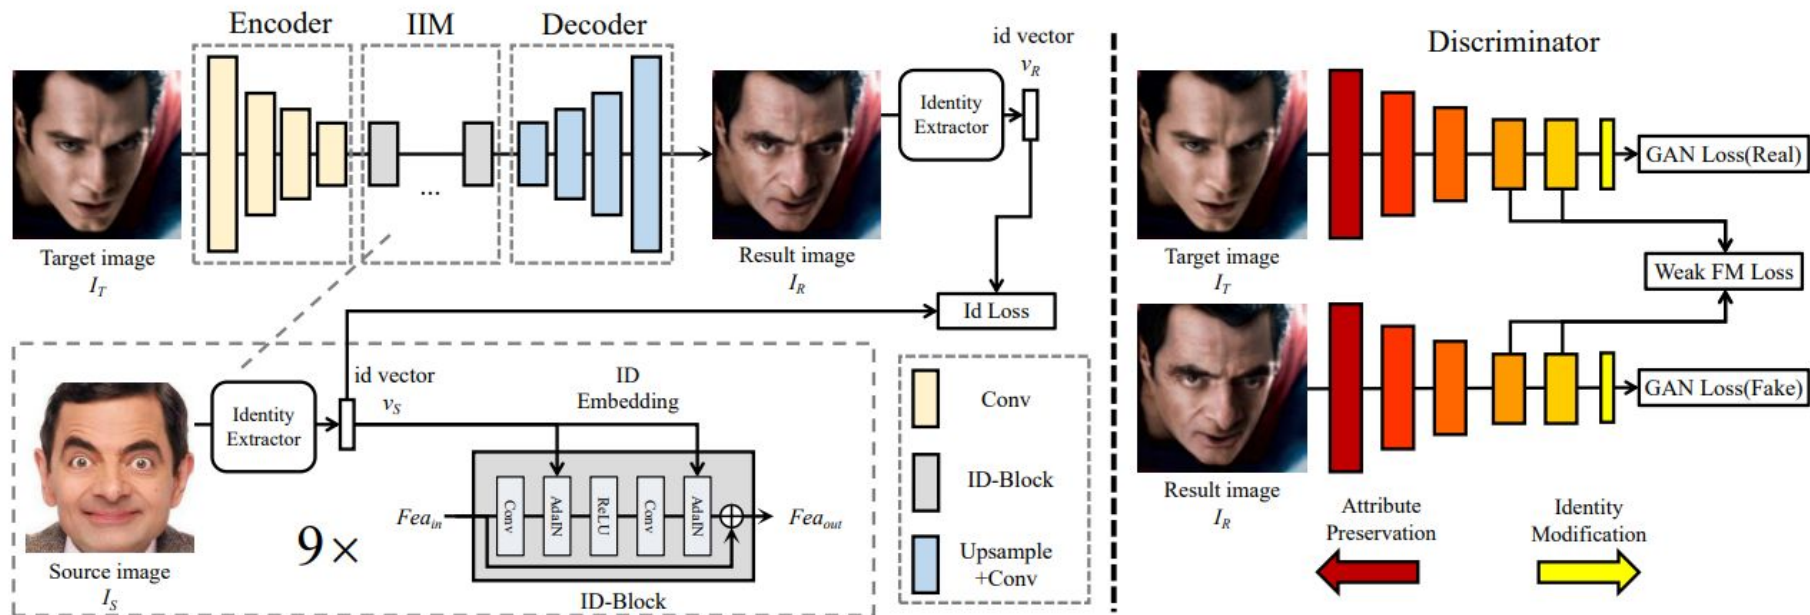 Encoder
IIM
Decoder
id vector
v_R
Identity
Extractor
...
Target image
I_T
Result image
I_R
Id Loss
id vector
v_S
ID
Embedding
Identity
Extractor
Fea_in
Conv
AdaIN
ReLU
Conv
AdaIN
Fea_out
9×
Source image
I_S
ID-Block
Conv
ID-Block
Upsample
+Conv
Discriminator
GAN Loss(Real)
Target image
I_T
Weak FM Loss
GAN Loss(Fake)
Result image
I_R
Attribute
Preservation
Identity
Modification